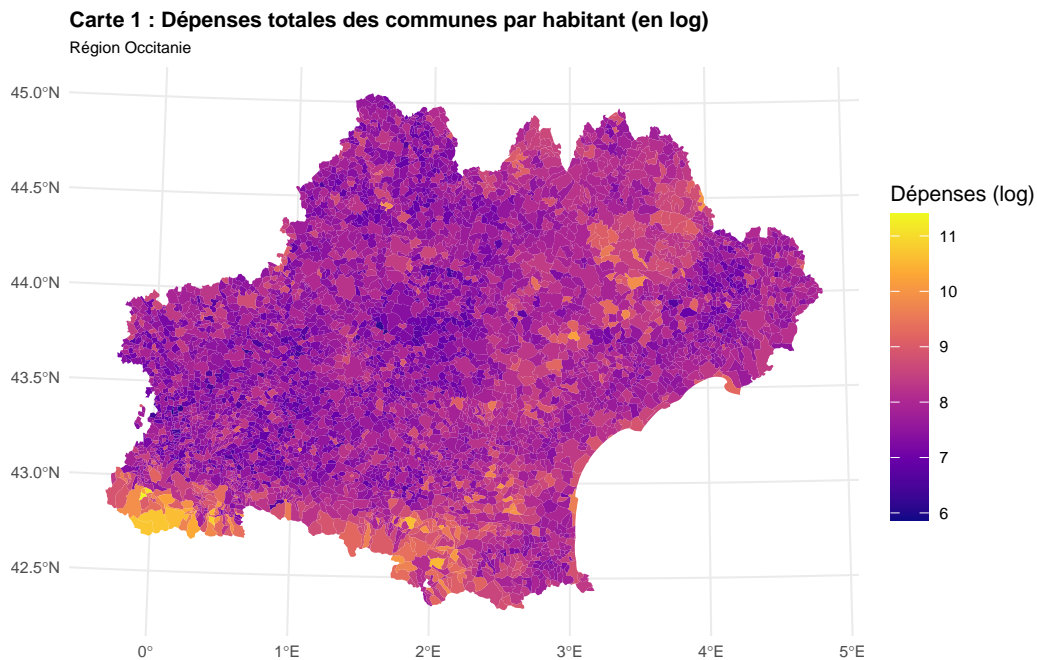 Carte 1 : Dépenses totales des communes par habitant (en log)
Région Occitanie
45.0°N
44.5°N
44.0°N
43.5°N
43.0°N
42.5°N
0°
1°E
2°E
3°E
4°E
5°E
Dépenses (log)
11
10
9
8
7
6